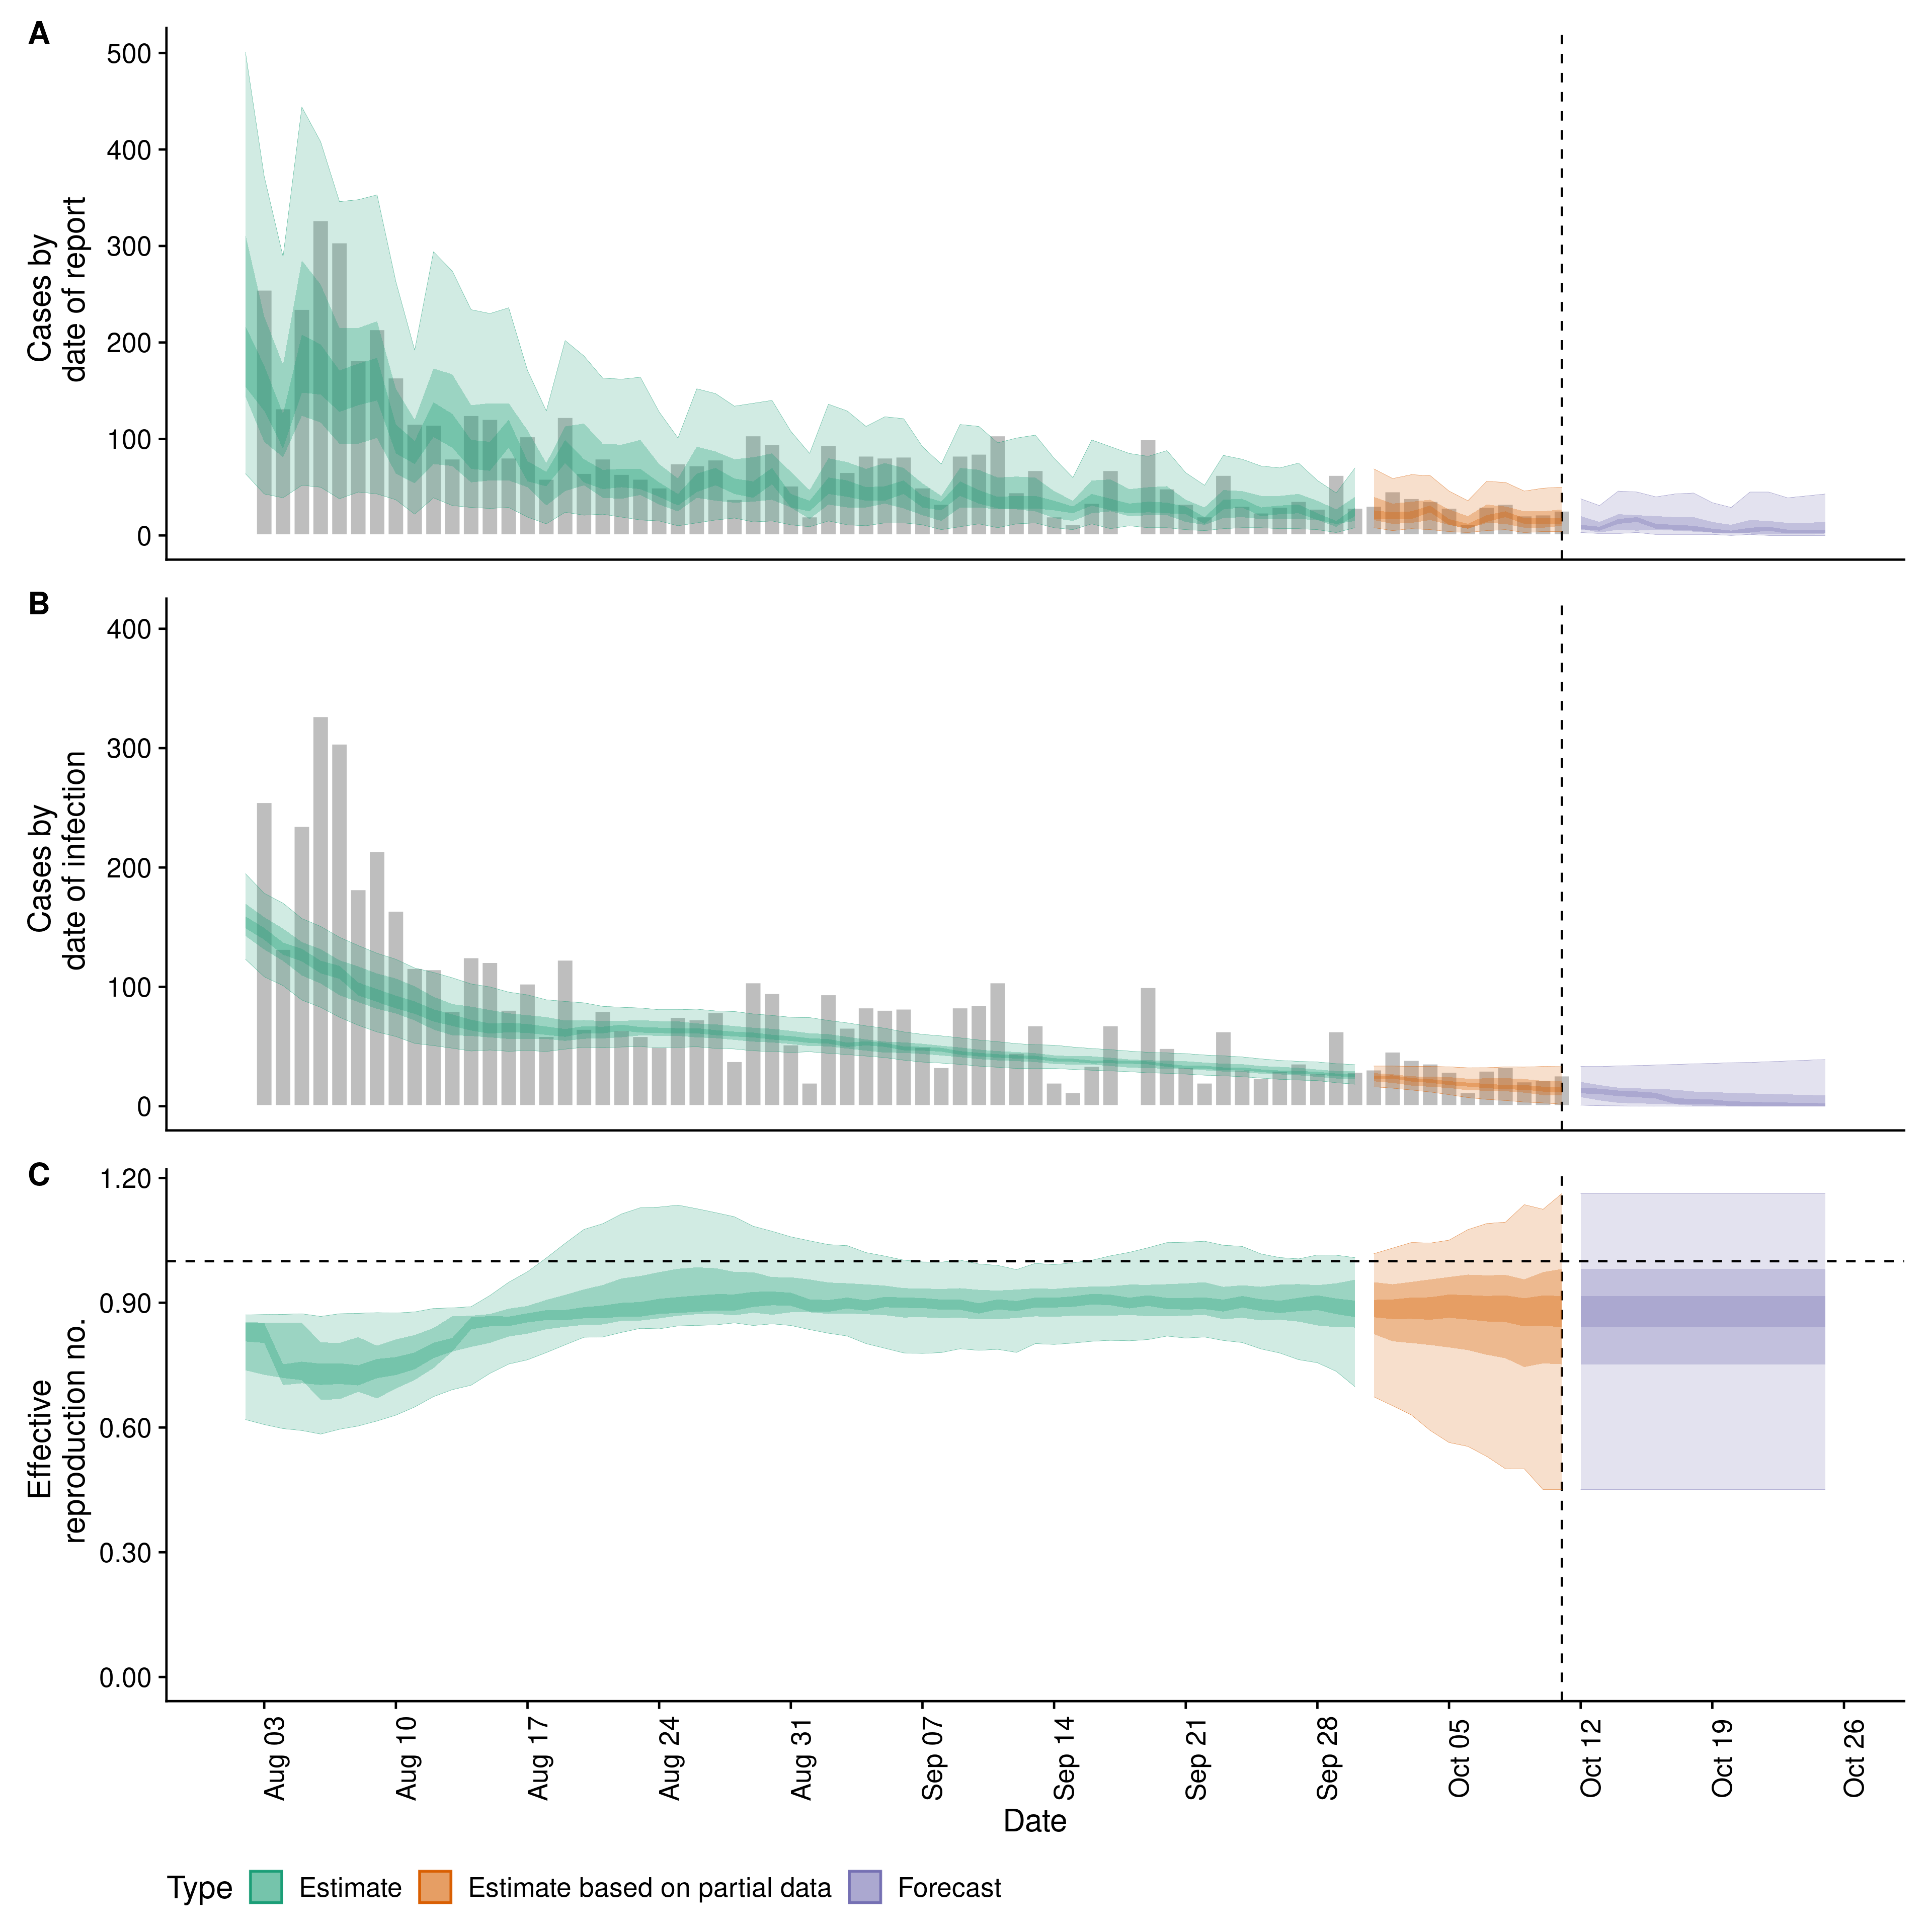 A
500
400
300
200
100
0
Cases by
date of report
B
400
300
200
100
0
Cases by
date of infection
C
1.20
0.90
0.60
0.30
0.00
Effective
reproduction no.
Aug 03
Aug 10
Aug 17
Aug 24
Aug 31
Sep 07
Sep 14
Sep 21
Sep 28
Oct 05
Oct 12
Oct 19
Oct 26
Date
Type Estimate Estimate based on partial data Forecast